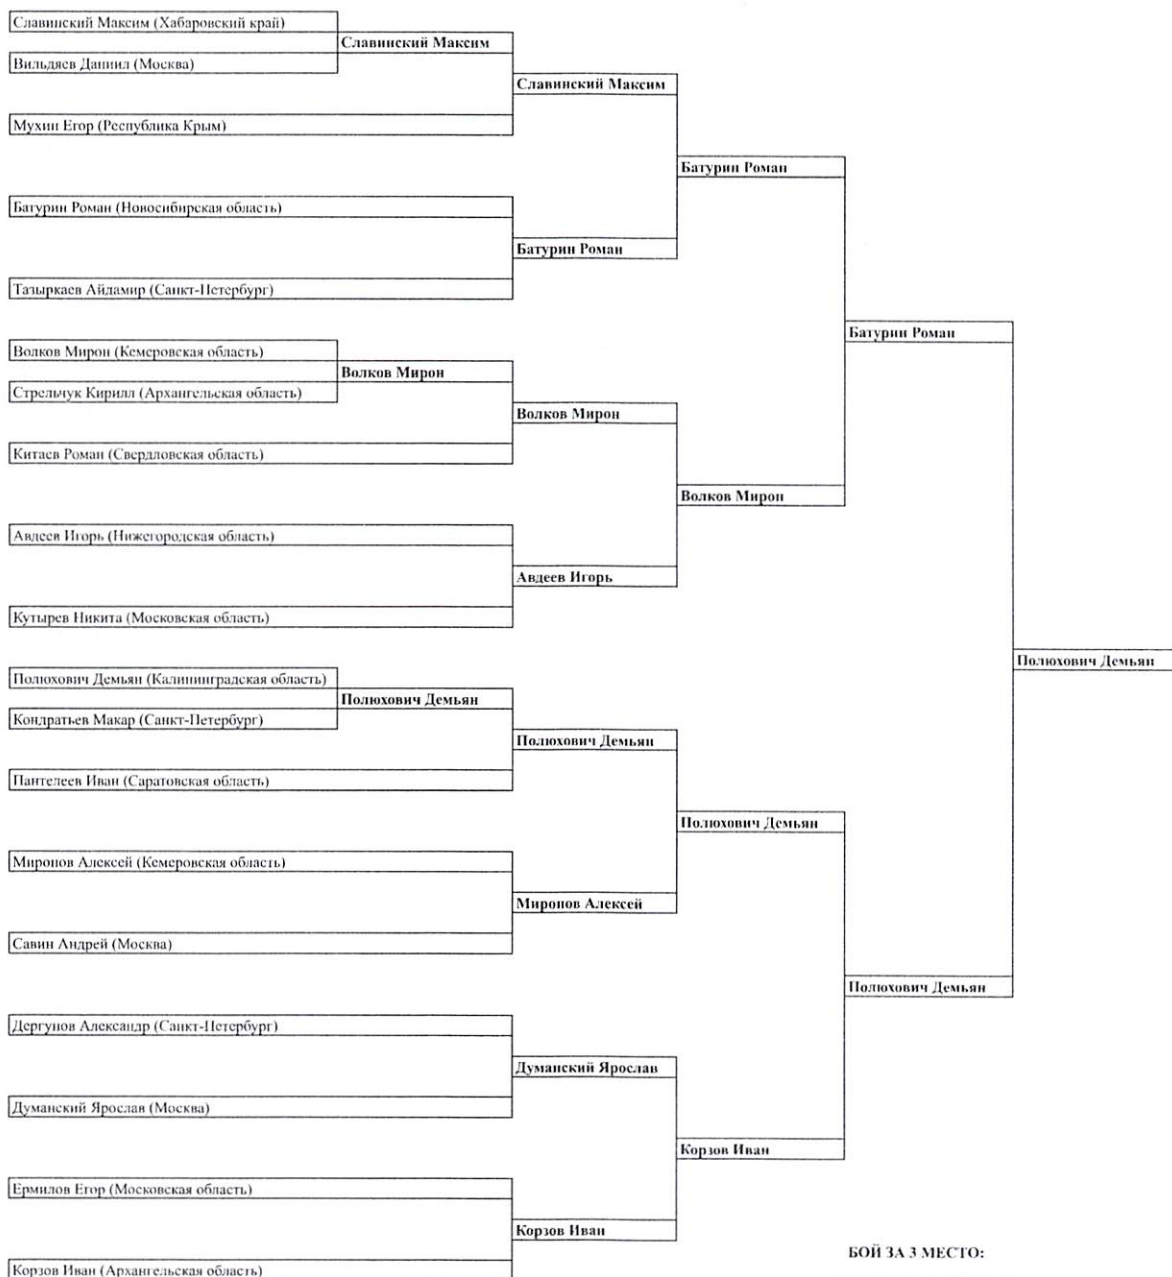 Славинский Максим (Хабаровский край)
Славинский Максим
Вильдяев Даниил (Москва)
Славинский Максим
Мухин Егор (Республика Крым)
Батурин Роман
Батурин Роман (Новосибирская область)
Батурин Роман
Тазыркаев Айдамир (Санкт-Петербург)
Батурин Роман
Волков Мирон (Кемеровская область)
Волков Мирон
Стрельчук Кирилл (Архангельская область)
Волков Мирон
Китаев Роман (Свердловская область)
Волков Мирон
Авдеев Игорь (Нижегородская область)
Авдеев Игорь
Кутырев Никита (Московская область)
Полюхович Демьян
Полюхович Демьян (Калининградская область)
Полюхович Демьян
Кондратьев Макар (Санкт-Петербург)
Полюхович Демьян
Пантелеев Иван (Саратовская область)
Полюхович Демьян
Миронов Алексей (Кемеровская область)
Миронов Алексей
Савин Андрей (Москва)
Полюхович Демьян
Дергунов Александр (Санкт-Петербург)
Думанский Ярослав
Думанский Ярослав (Москва)
Корзов Иван
Ермилов Егор (Московская область)
Корзов Иван
БОЙ ЗА 3 МЕСТО:
Корзов Иван (Архангельская область)